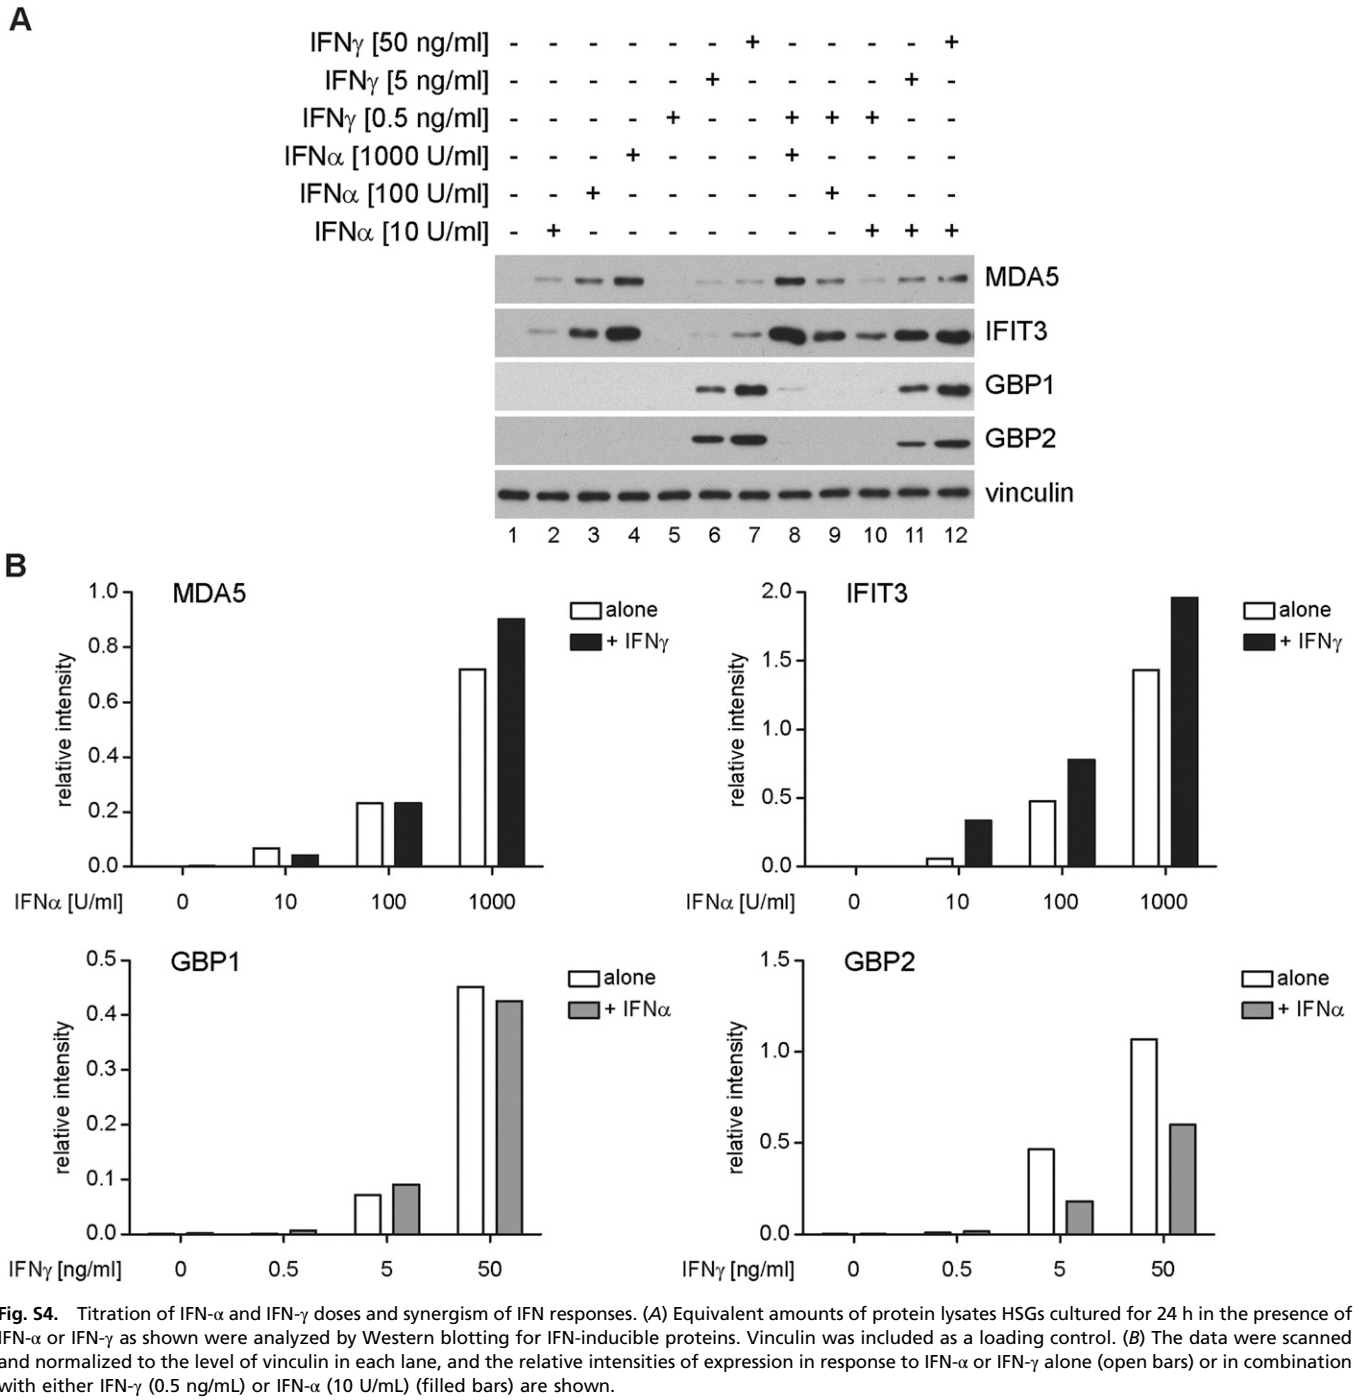 A
IFNγ [50 ng/ml] - - - - - - + - - - - +
IFNγ [5 ng/ml] - - - - - + - - - - + -
IFNγ [0.5 ng/ml] - - - - + - - + + + - -
IFNα [1000 U/ml] - - - + - - - + - - - -
IFNα [100 U/ml] - - + - - - - - + - - -
IFNα [10 U/ml] - + - - - - - - - + + +
MDA5
IFIT3
GBP1
GBP2
vinculin
1 2 3 4 5 6 7 8 9 10 11 12
B
MDA5
alone
+ IFNγ
relative intensity
1.0
0.8
0.6
0.4
0.2
0.0
IFNα [U/ml] 0 10 100 1000
IFIT3
alone
+ IFNγ
relative intensity
2.0
1.5
1.0
0.5
0.0
IFNα [U/ml] 0 10 100 1000
GBP1
alone
+ IFNα
relative intensity
0.5
0.4
0.3
0.2
0.1
0.0
IFNγ [ng/ml] 0 0.5 5 50
GBP2
alone
+ IFNα
relative intensity
1.5
1.0
0.5
0.0
IFNγ [ng/ml] 0 0.5 5 50
Fig. S4. Titration of IFN-α and IFN-γ doses and synergism of IFN responses. (A) Equivalent amounts of protein lysates HSGs cultured for 24 h in the presence of
IFN-α or IFN-γ as shown were analyzed by Western blotting for IFN-inducible proteins. Vinculin was included as a loading control. (B) The data were scanned
and normalized to the level of vinculin in each lane, and the relative intensities of expression in response to IFN-α or IFN-γ alone (open bars) or in combination
with either IFN-γ (0.5 ng/mL) or IFN-α (10 U/mL) (filled bars) are shown.